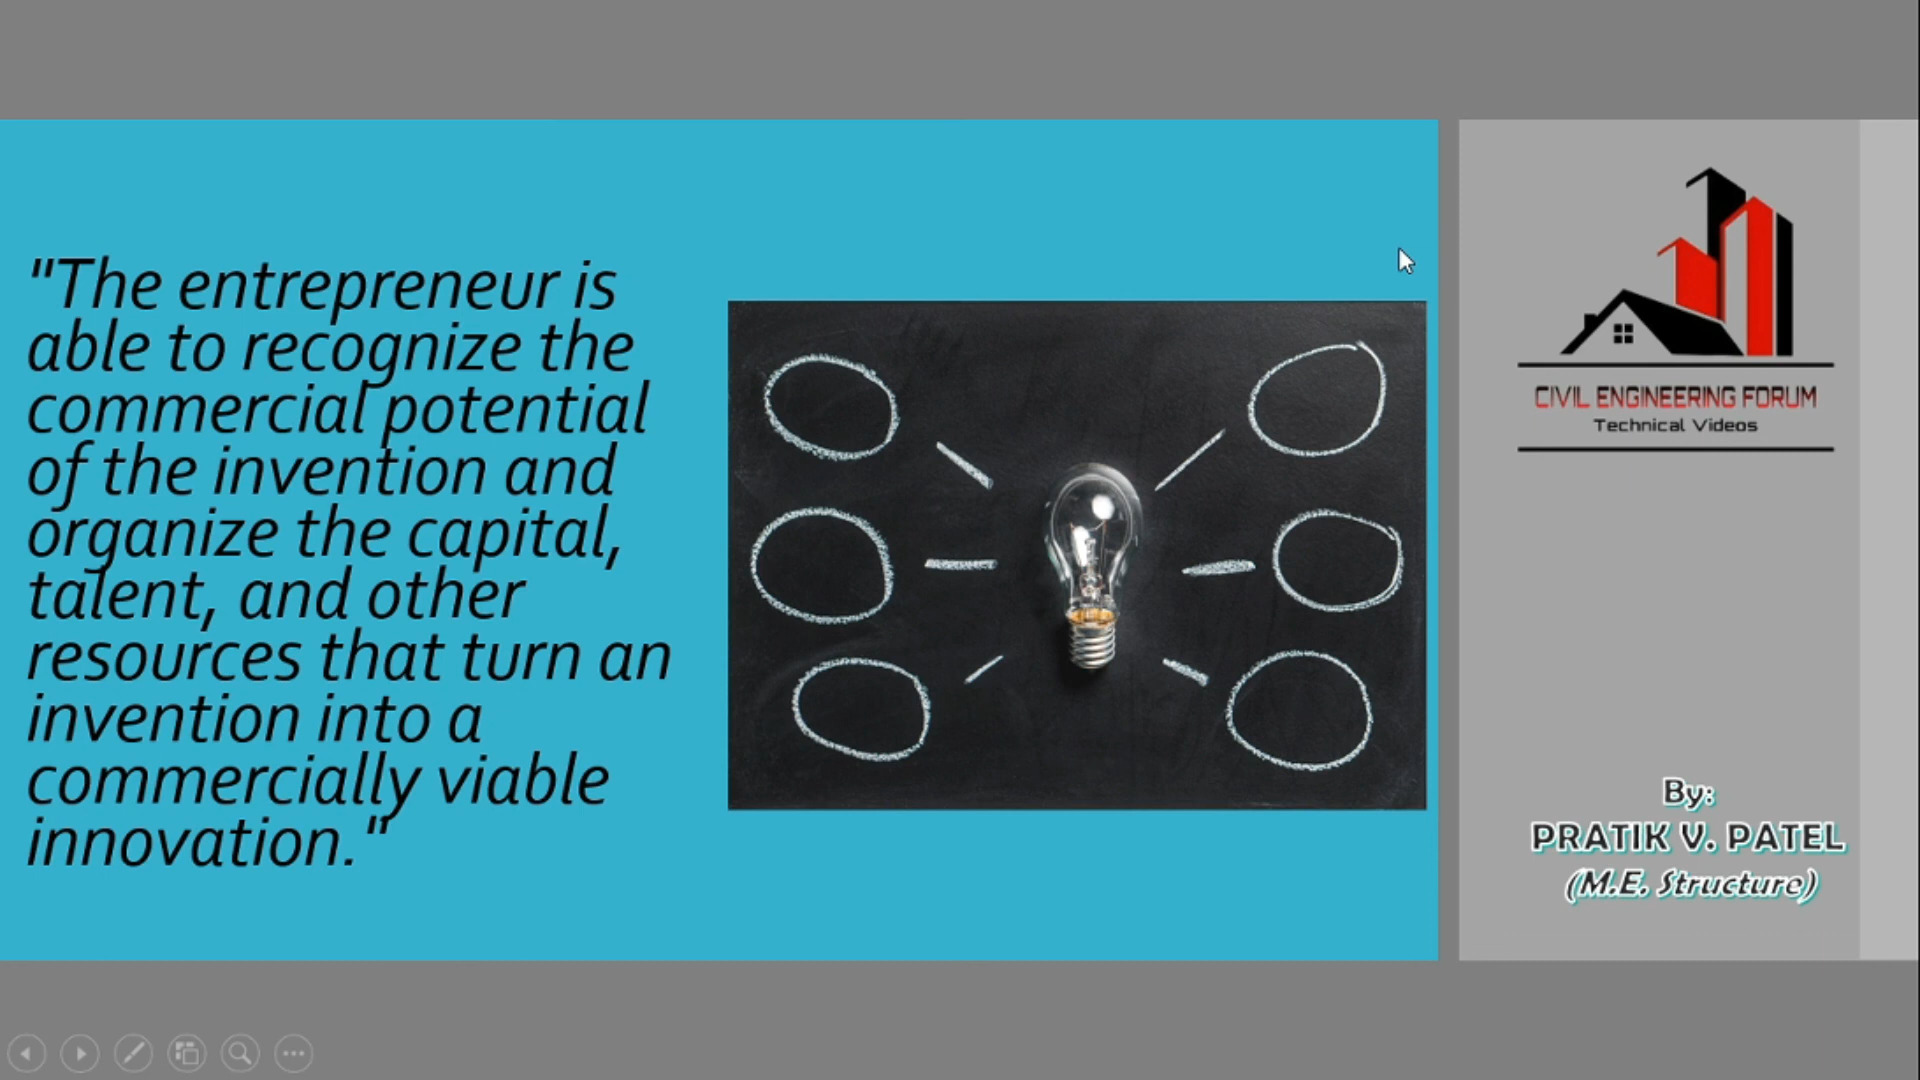 "The entrepreneur is
able to recognize the
commercial potential
of the invention and
organize the capital,
talent, and other
resources that turn an
invention into a
commercially viable
innovation."
CIVIL ENGINEERING FORUM
Technical Videos
By:
PRATIK V. PATEL
(M.E. Structure)